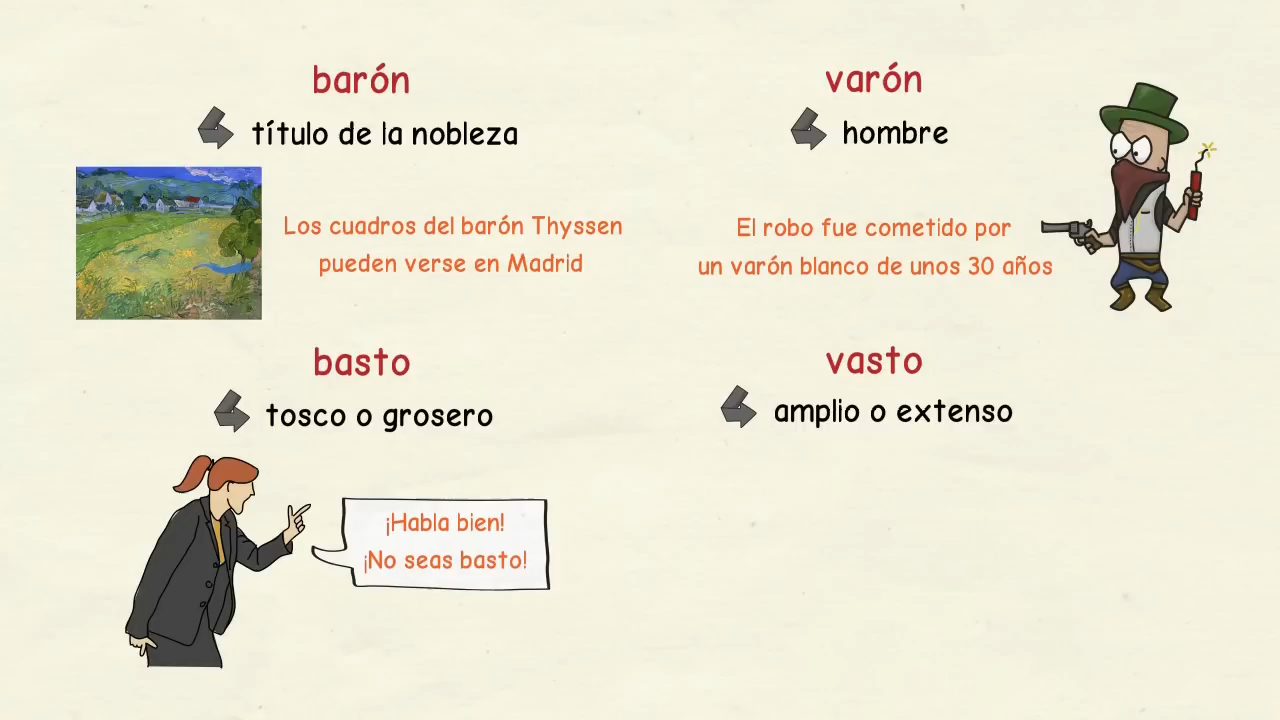 barón
título de la nobleza
Los cuadros del barón Thyssen
pueden verse en Madrid
varón
hombre
El robo fue cometido por
un varón blanco de unos 30 años
basto
tosco o grosero
¡Habla bien!
¡No seas basto!
vasto
amplio o extenso